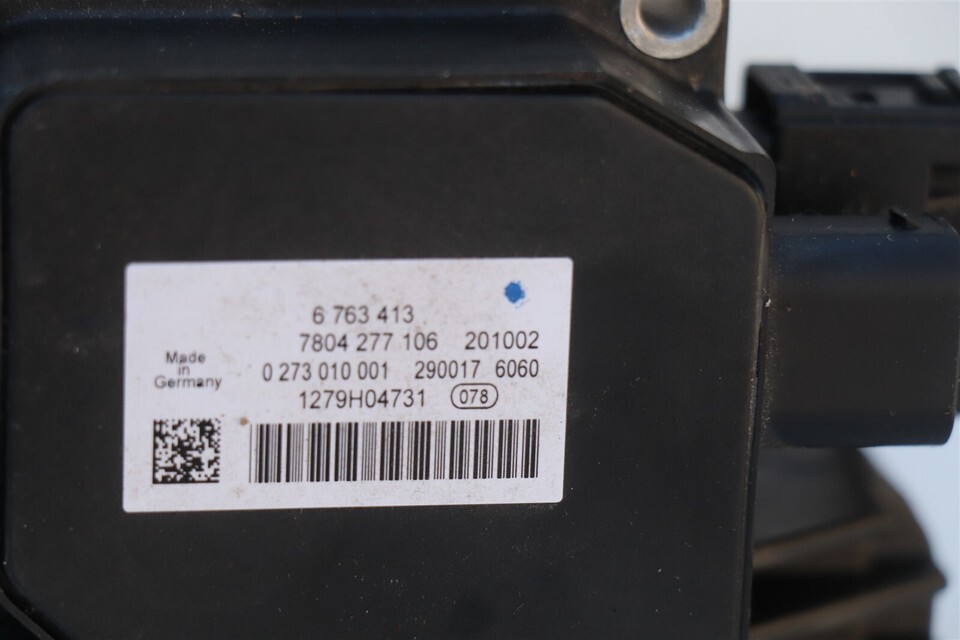 6 763 413
7804 277 106 201002
Made
in
Germany
0 273 010 001 290017 6060
1279H04731 078